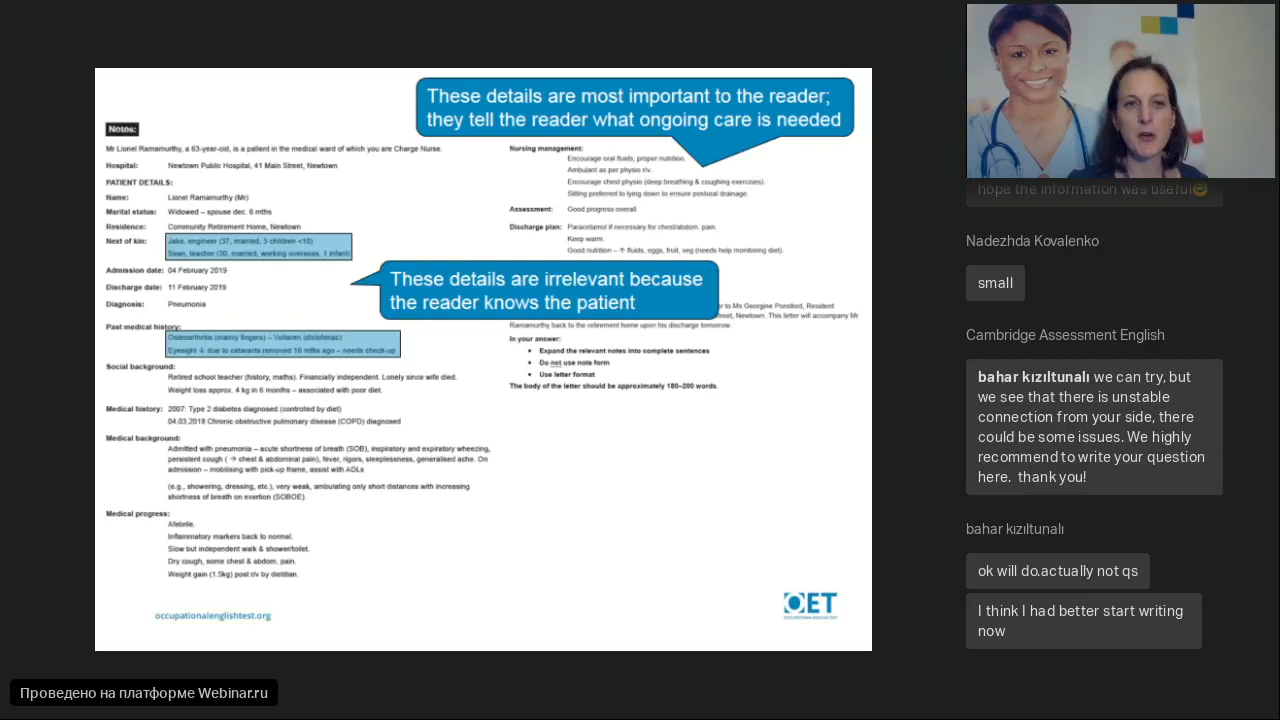 These details are most important to the reader;
they tell the reader what ongoing care is needed
Notes:
Mr Lionel Ramamurthy, a 63-year-old, is a patient in the medical ward of which you are Charge Nurse.
Hospital: Newtown Public Hospital, 41 Main Street, Newtown
PATIENT DETAILS:
Name: Lionel Ramamurthy (Mr)
Marital status: Widowed – spouse dec. 6 mths
Residence: Community Retirement Home, Newtown
Next of kin: Jake, engineer (37, married, 3 children <10)
Sean, teacher (30, married, working overseas, 1 infant)
Admission date: 04 February 2019
Discharge date: 11 February 2019
Diagnosis: Pneumonia
Past medical history:
Osteoarthritis (mainly fingers) – Voltaren (diclofenac)
Eyesight ↓ due to cataracts removed 16 mths ago – needs check-up
Social background:
Retired school teacher (history, maths). Financially independent. Lonely since wife died.
Weight loss approx. 4 kg in 6 months – associated with poor diet.
Medical history: 2007: Type 2 diabetes diagnosed (controlled by diet)
04.03.2018 Chronic obstructive pulmonary disease (COPD) diagnosed
Medical background:
Admitted with pneumonia – acute shortness of breath (SOB), inspiratory and expiratory wheezing,
persistent cough ( → chest & abdominal pain), fever, rigors, sleeplessness, generalised ache. On
admission – mobilising with pick-up frame, assist with ADLs
(e.g., showering, dressing, etc.), very weak, ambulating only short distances with increasing
shortness of breath on exertion (SOBOE).
Medical progress:
Afebrile.
Inflammatory markers back to normal.
Slow but independent walk & shower/toilet.
Dry cough, some chest & abdom. pain.
Weight gain (1.5kg) post r/v by dietitian.
Nursing management:
Encourage oral fluids, proper nutrition.
Ambulant as per physio r/v.
Encourage chest physio (deep breathing & coughing exercises).
Sitting preferred to lying down to ensure postural drainage.
Assessment: Good progress overall
Discharge plan: Paracetamol if necessary for chest/abdom. pain
Keep warm.
Good nutrition – ↑ fluids, eggs, fruit, veg (needs help monitoring diet).
These details are irrelevant because
the reader knows the patient
to Ms Georgine Ponsford, Resident
Newtown. This letter will accompany Mr
Ramamurthy back to the retirement home upon his discharge tomorrow
In your answer:
• Expand the relevant notes into complete sentences
• Do not use note form
• Use letter format
The body of the letter should be approximately 180–200 words.
occupationalenglishtest.org
OET
hope the information was useful
Nadezhda Kovalenko
small
Cambridge Assessment English
bahar kızıltunalı we can try, but
we see that there is unstable
connection from your side, there
could be some issues. We highly
recommend to write your question
here. thank you!
bahar kızıltunalı
ok will do.actually not qs
I think I had better start writing
now
Проведено на платформе Webinar.ru